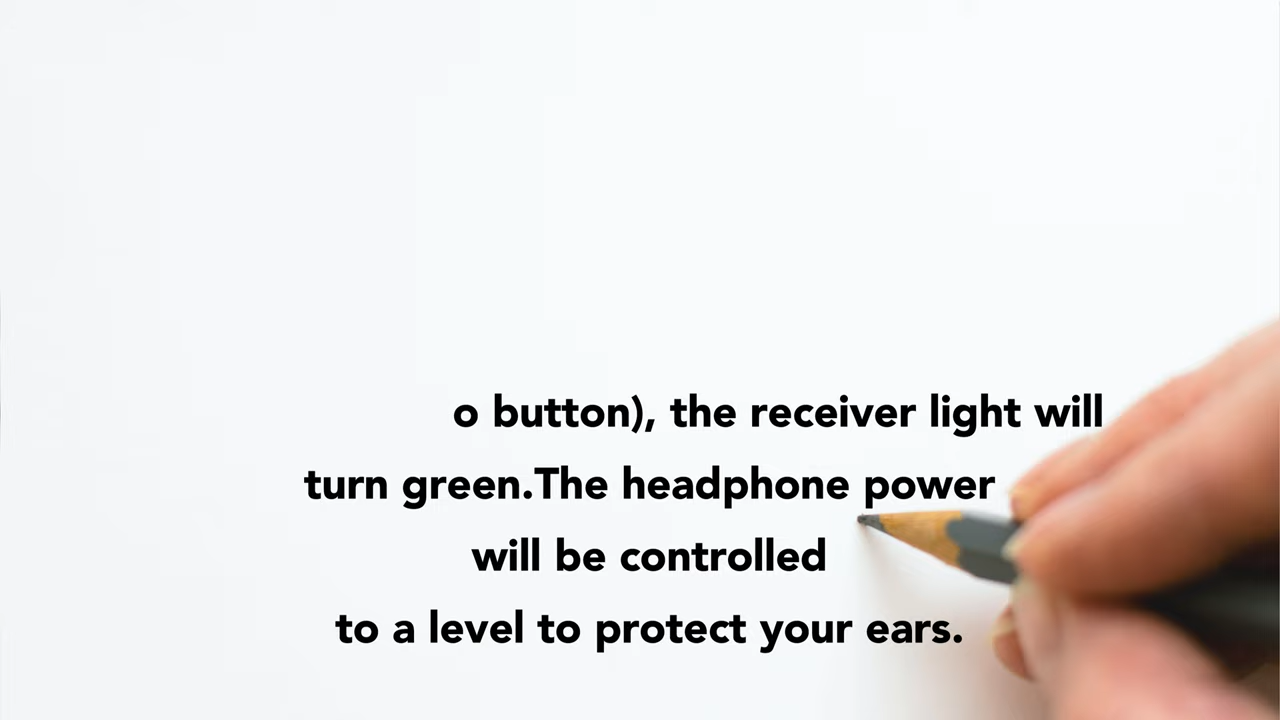 o button), the receiver light will
turn green.The headphone power
will be controlled
to a level to protect your ears.